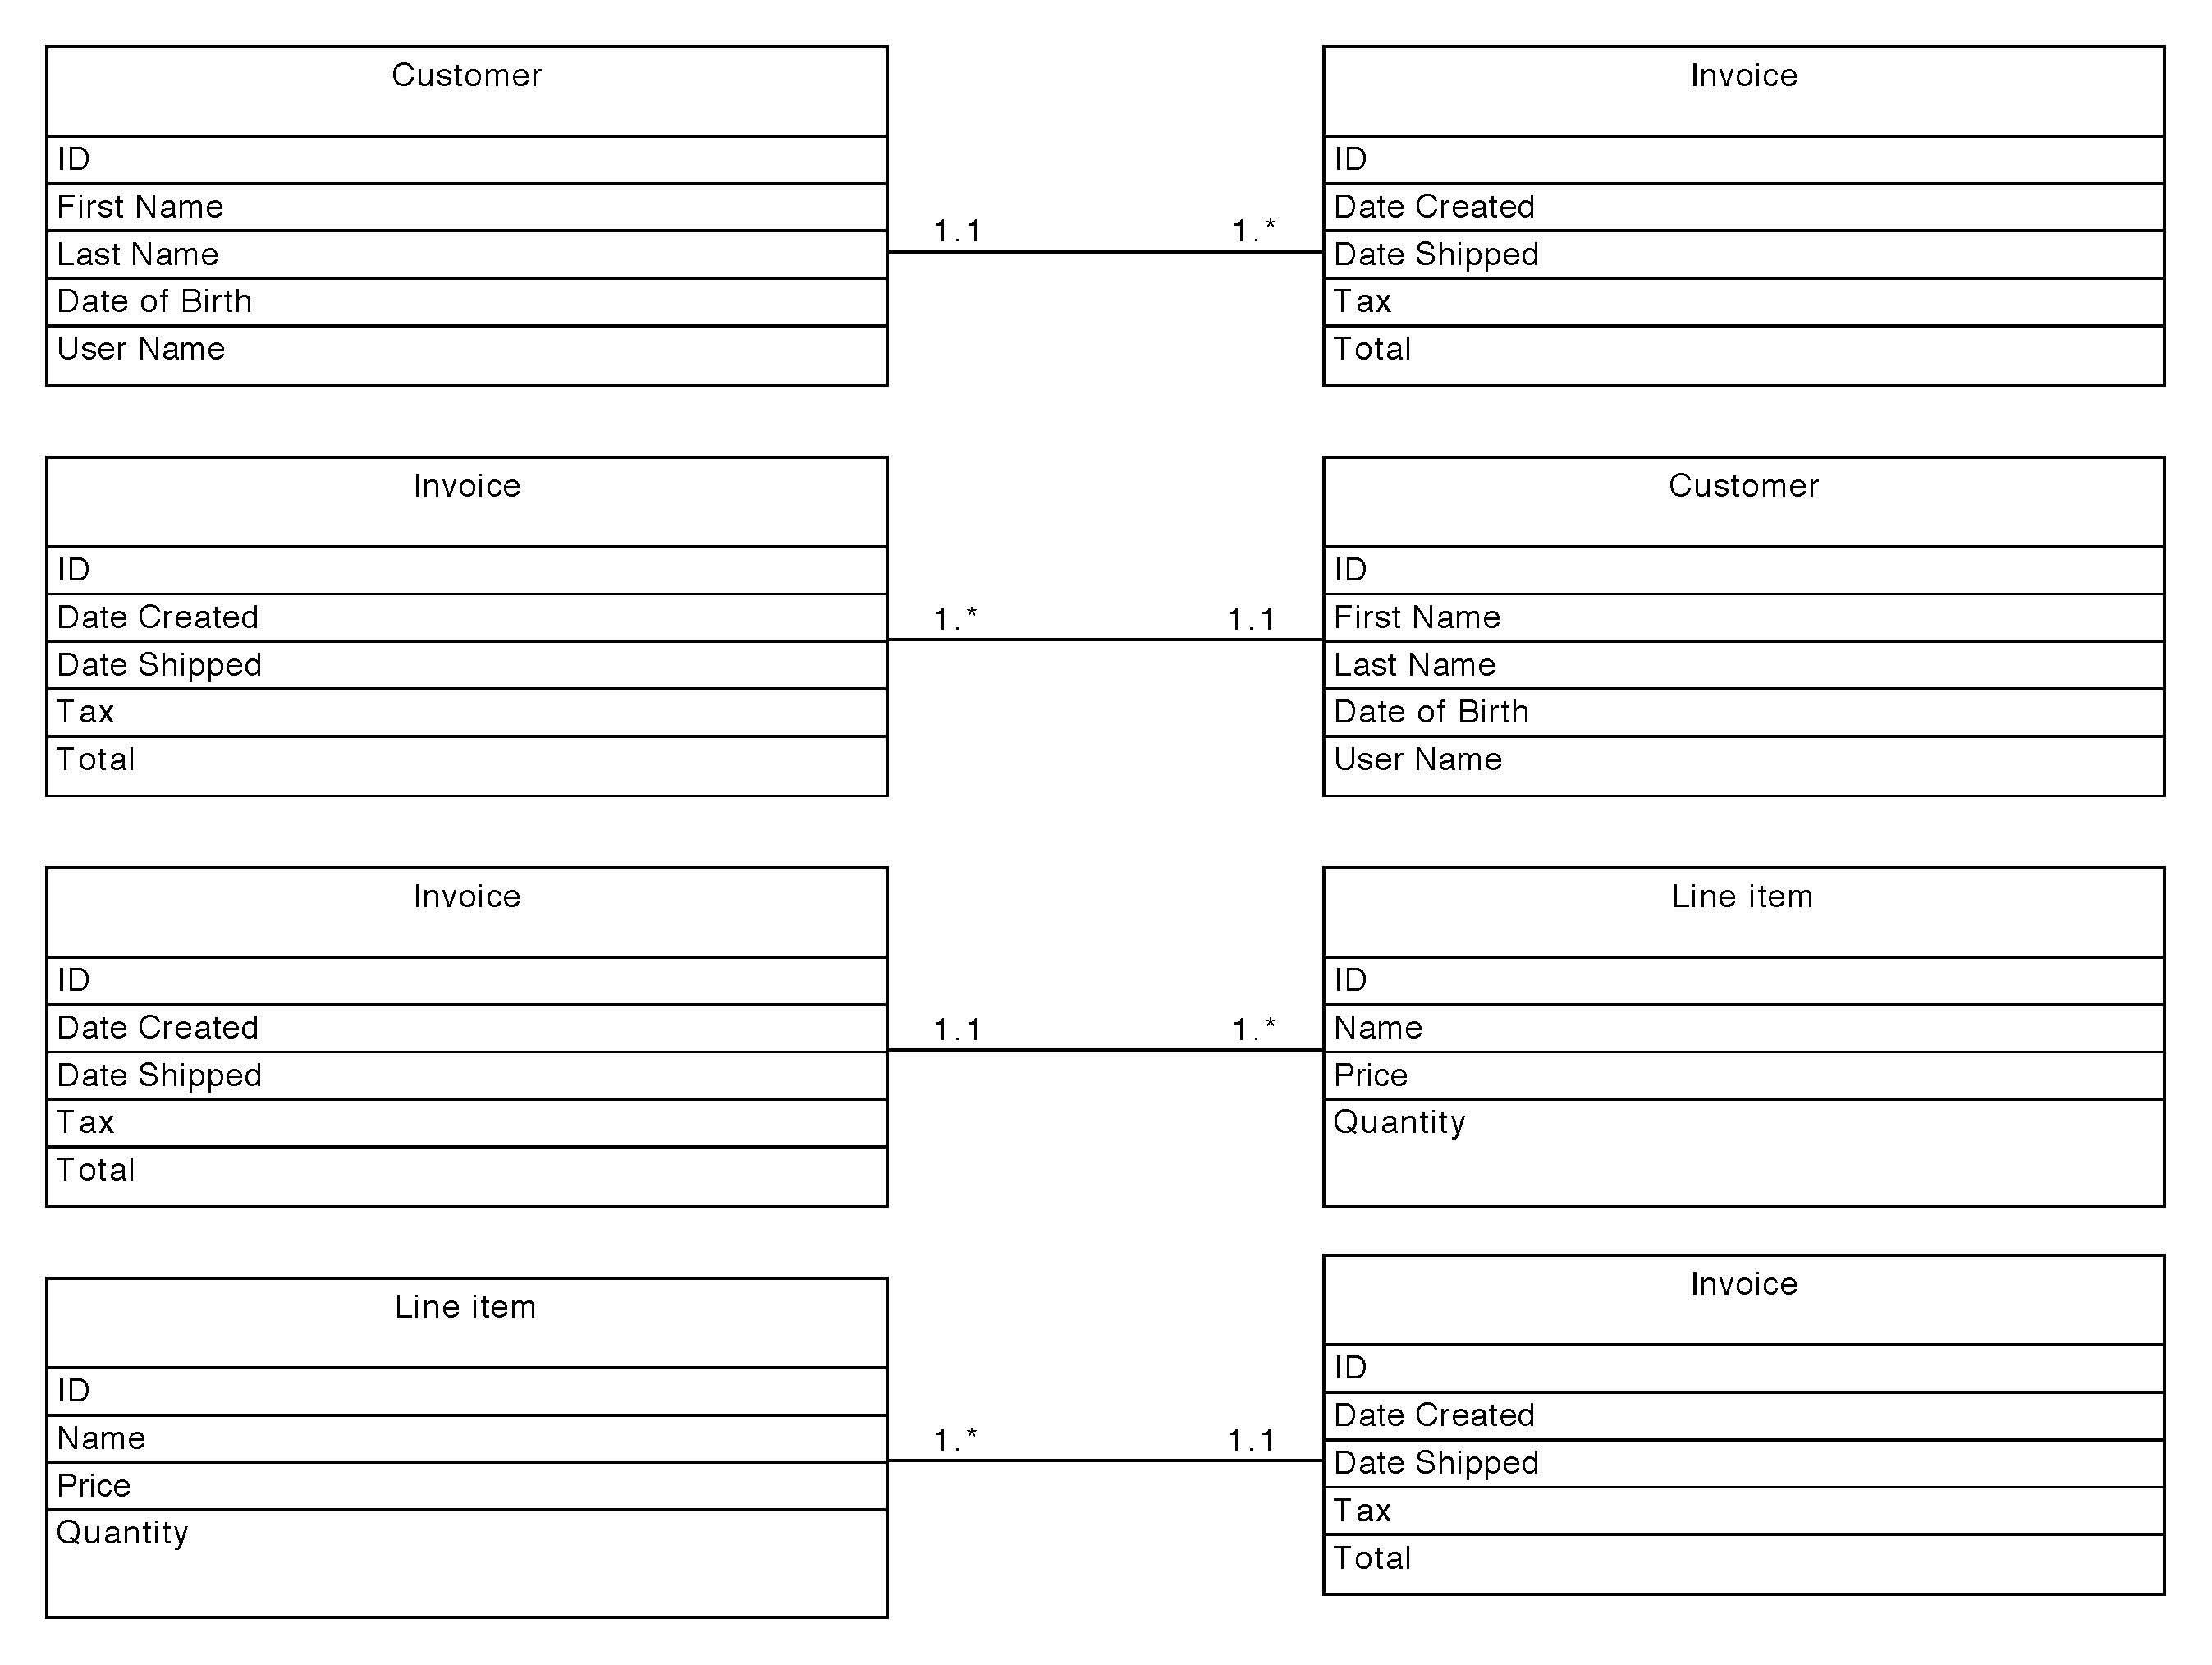 Customer
ID
First Name
Last Name
Date of Birth
User Name
1.1
1.*
Invoice
ID
Date Created
Date Shipped
Tax
Total
Invoice
ID
Date Created
Date Shipped
Tax
Total
1.*
1.1
Customer
ID
First Name
Last Name
Date of Birth
User Name
Invoice
ID
Date Created
Date Shipped
Tax
Total
1.1
1.*
Line item
ID
Name
Price
Quantity
Line item
ID
Name
Price
Quantity
1.*
1.1
Invoice
ID
Date Created
Date Shipped
Tax
Total